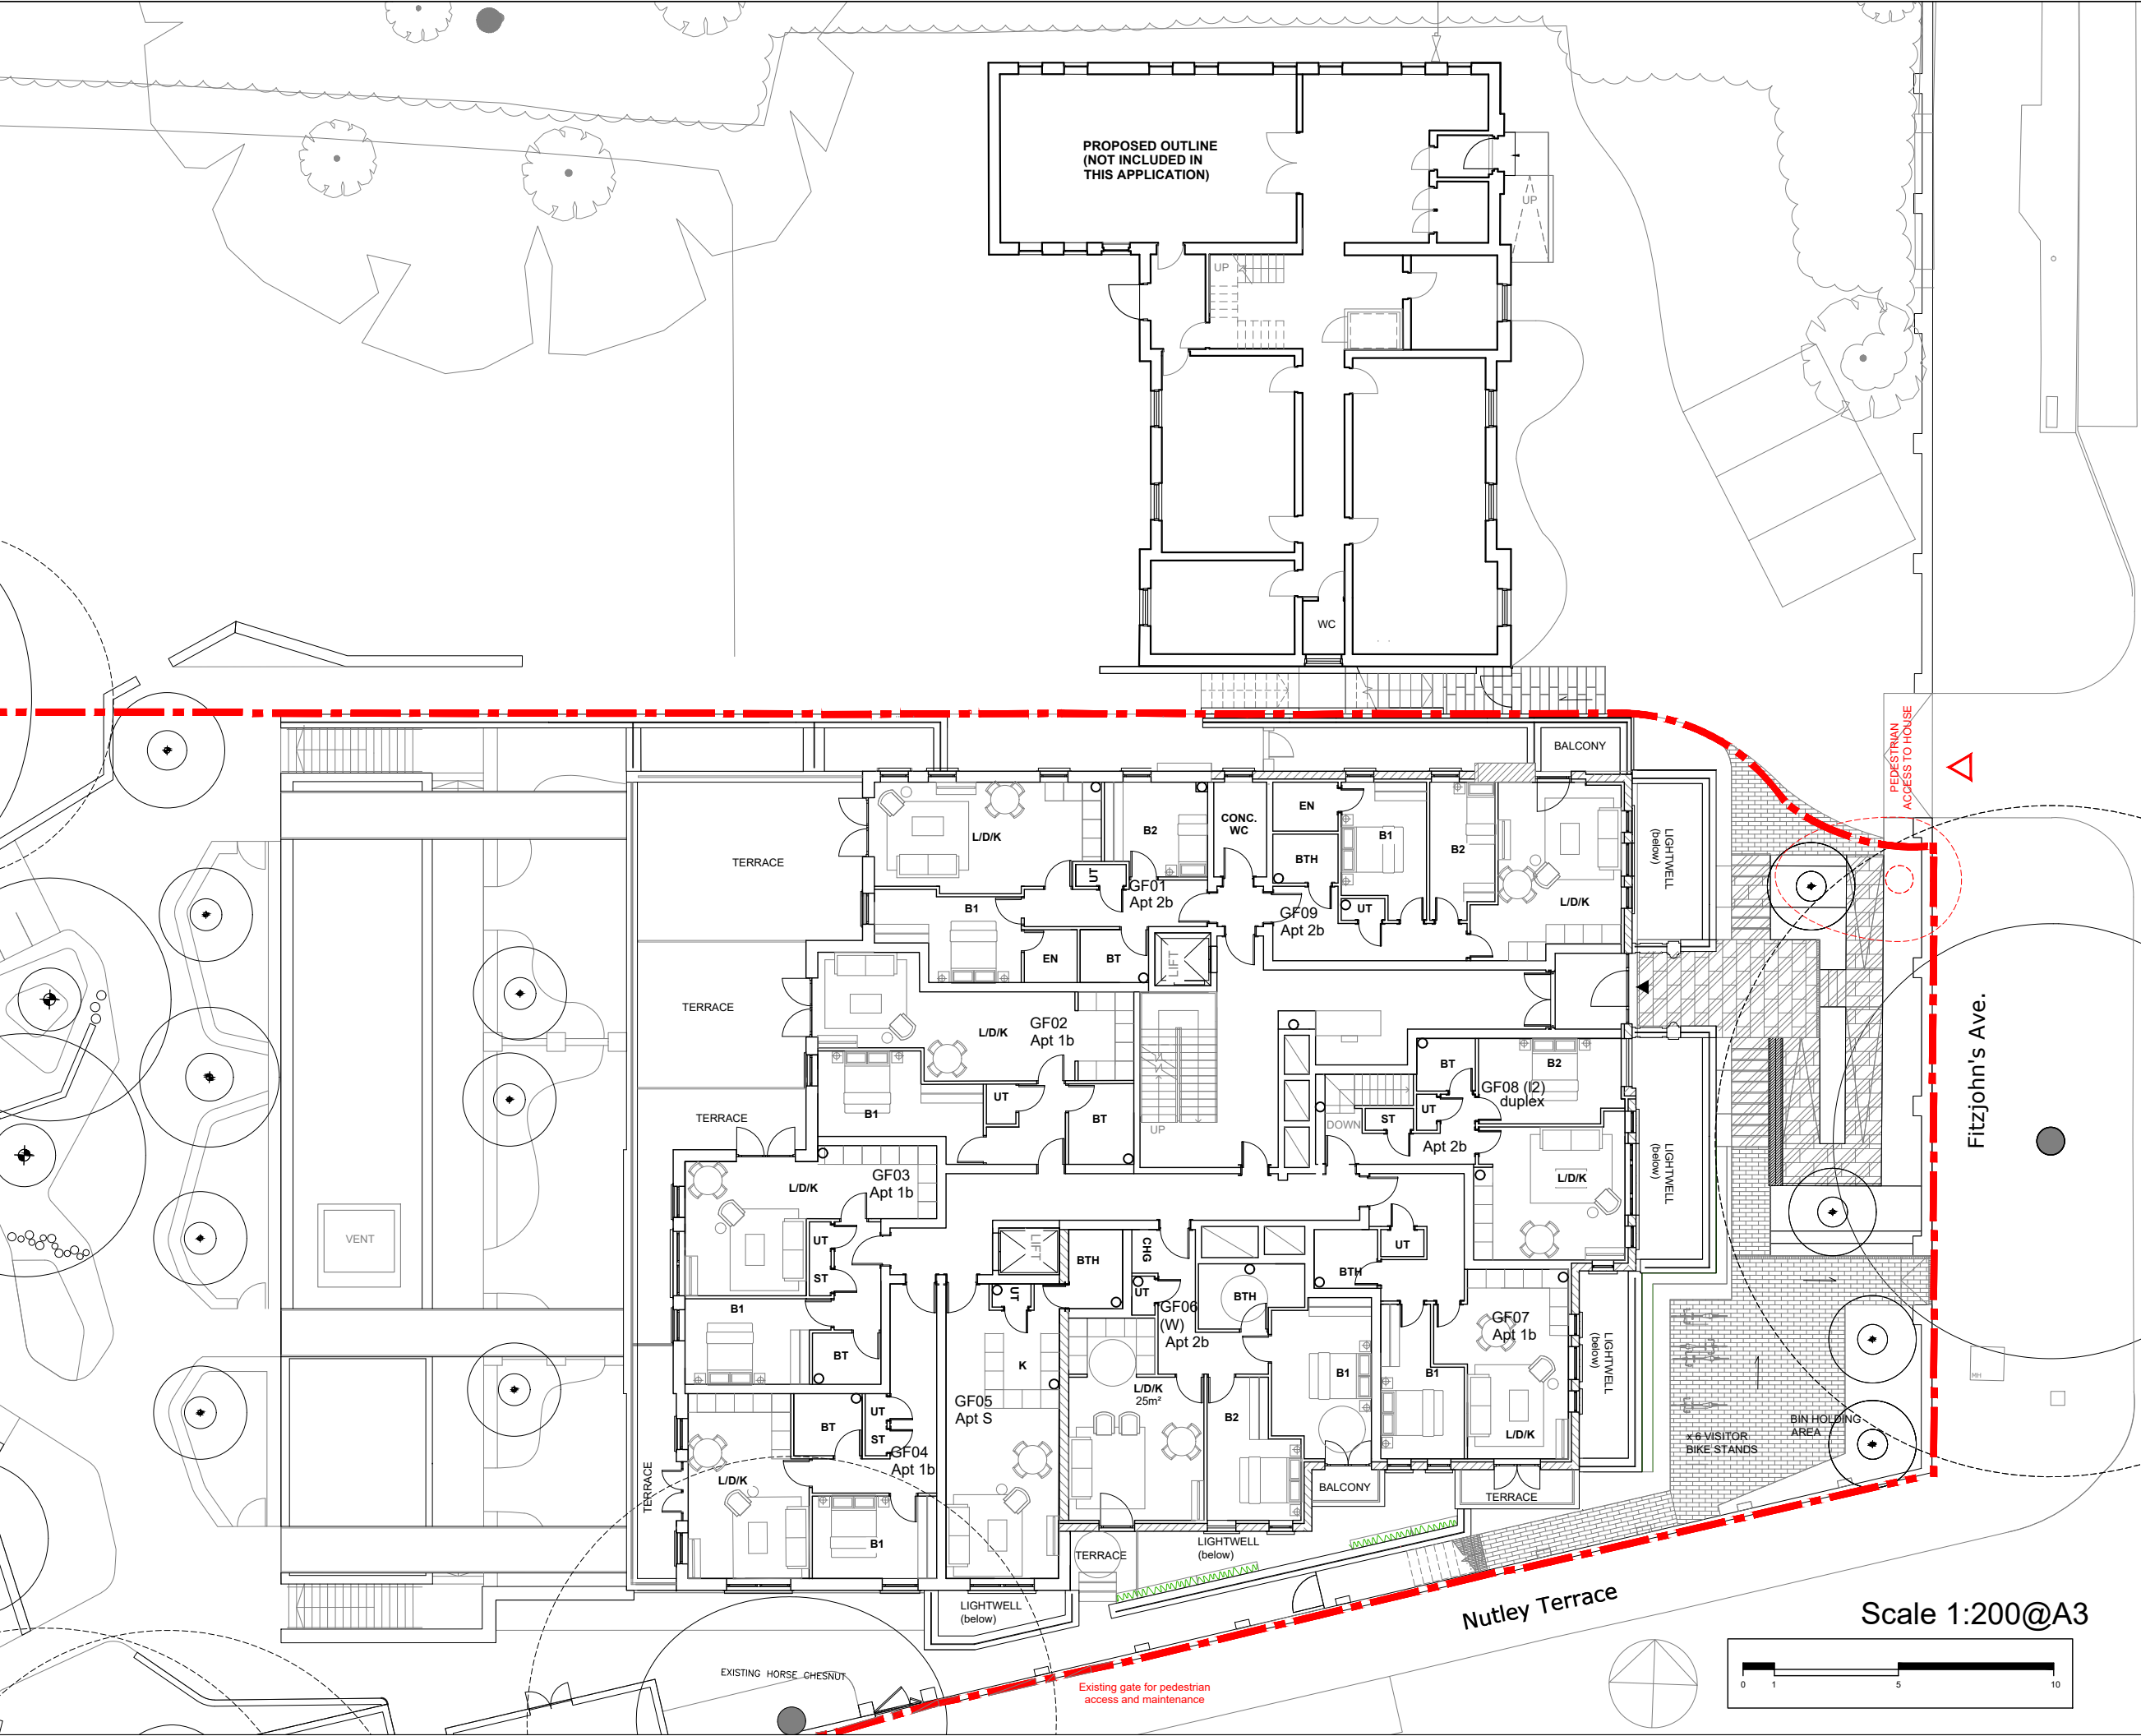 PROPOSED OUTLINE
(NOT INCLUDED IN
THIS APPLICATION)
UP
UP
WC
PEDESTRIAN
ACCESS TO HOUSE
BALCONY
TERRACE
L/D/K
B2
CONC.
WC
EN
BTH
B1
B2
L/D/K
LIGHTWELL
(below)
UT
GF01
Apt 2b
B1
EN
BT
LIFT
GF09
Apt 2b
UT
TERRACE
L/D/K
GF02
Apt 1b
B1
UT
BT
UP
BT
B2
GF08 (I2)
duplex
UT
ST
DOWN
Apt 2b
L/D/K
LIGHTWELL
(below)
Fitzjohn's Ave.
TERRACE
GF03
Apt 1b
L/D/K
UT
ST
B1
BT
VENT
LIFT
BTH
CHG
UT
UT
K
GF05
Apt S
GF06
(W)
Apt 2b
BTH
BTH
UT
GF07
Apt 1b
B1
B1
L/D/K
25m²
B2
L/D/K
LIGHTWELL
(below)
MH
BIN HOLDING
AREA
x 6 VISITOR
BIKE STANDS
BT
UT
ST
GF04
Apt 1b
L/D/K
B1
TERRACE
BALCONY
TERRACE
TERRACE
LIGHTWELL
(below)
LIGHTWELL
(below)
Nutley Terrace
Scale 1:200@A3
0 1 5 10
EXISTING HORSE CHESNUT
Existing gate for pedestrian
access and maintenance